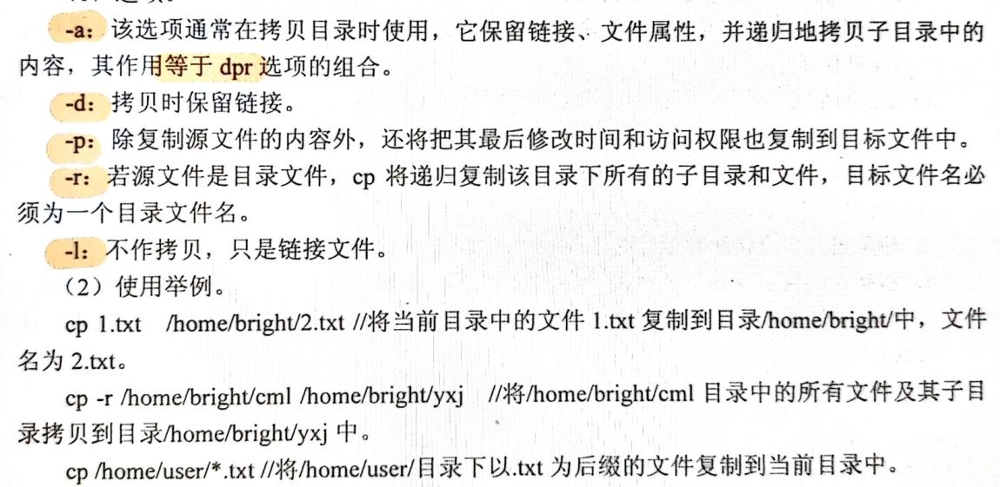 -a：该选项通常在拷贝目录时使用，它保留链接、文件属性，并递归地拷贝子目录中的
内容，其作用等于 dpr 选项的组合。
-d：拷贝时保留链接。
-p：除复制源文件的内容外，还将把其最后修改时间和访问权限也复制到目标文件中。
-r：若源文件是目录文件，cp 将递归复制该目录下所有的子目录和文件，目标文件名必
须为一个目录文件名。
-l：不作拷贝，只是链接文件。
（2）使用举例。
cp 1.txt /home/bright/2.txt //将当前目录中的文件 1.txt 复制到目录/home/bright/中，文件
名为 2.txt。
cp -r /home/bright/cml /home/bright/yxj //将/home/bright/cml 目录中的所有文件及其子目
录拷贝到目录/home/bright/yxj 中。
cp /home/user/*.txt //将/home/user/目录下以.txt 为后缀的文件复制到当前目录中。